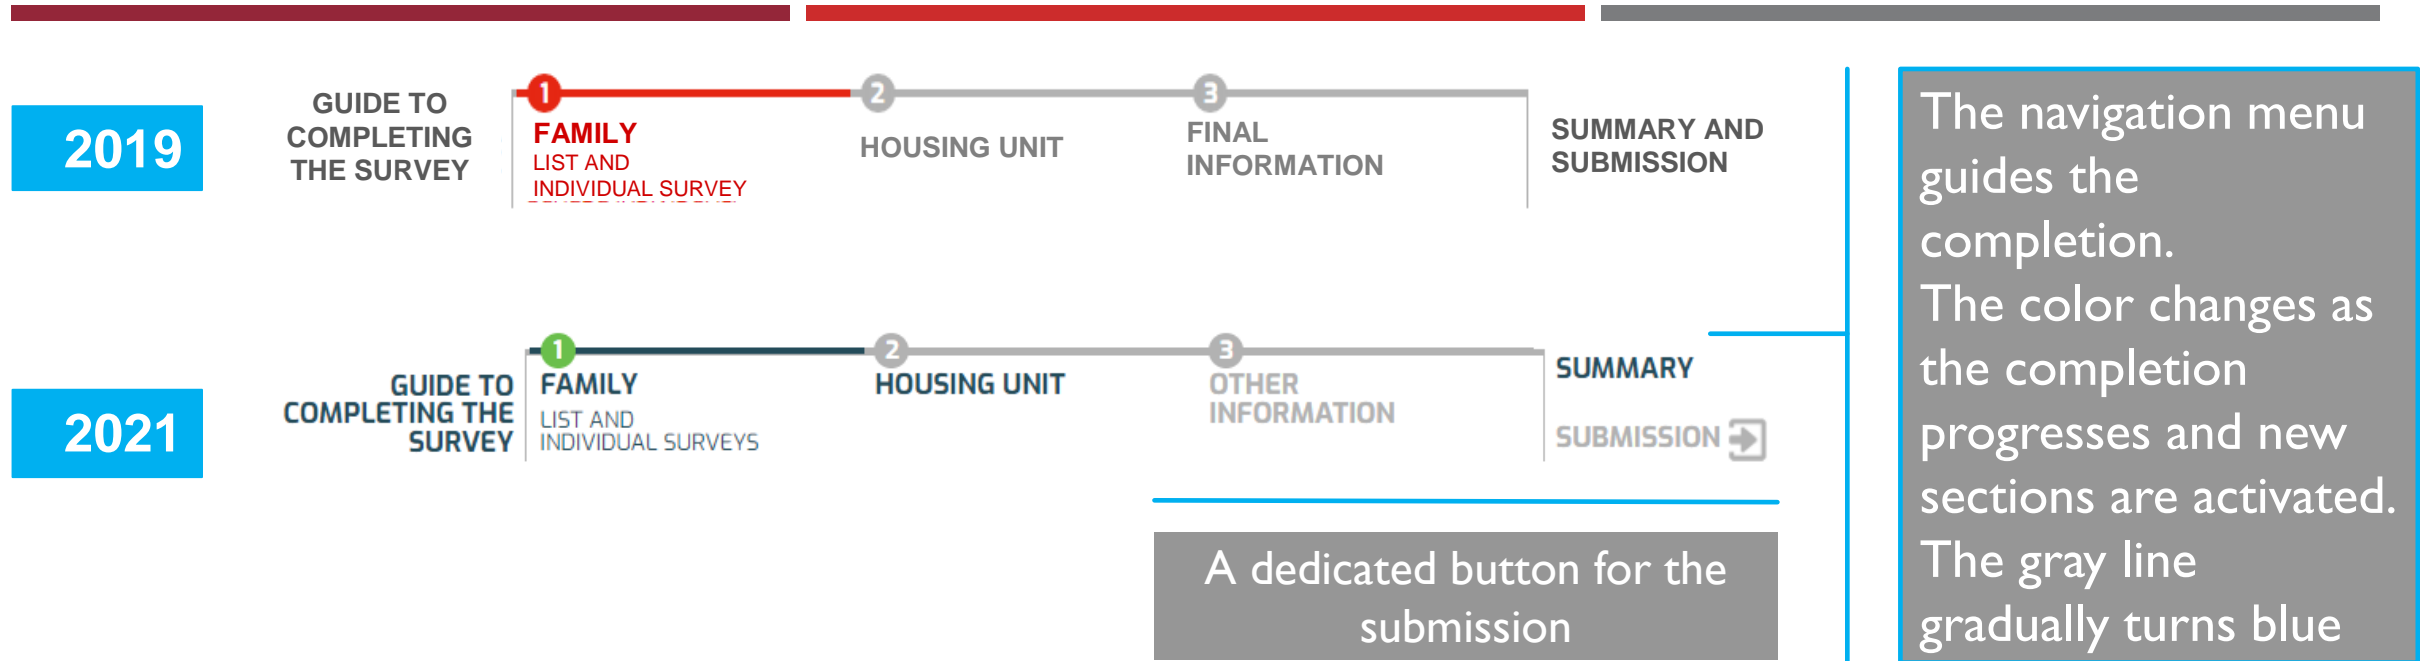 2019
GUIDE TO
COMPLETING
THE SURVEY
1
FAMILY
LIST AND
INDIVIDUAL SURVEY
2
HOUSING UNIT
3
FINAL
INFORMATION
SUMMARY AND
SUBMISSION
2021
GUIDE TO
COMPLETING THE
SURVEY
1
FAMILY
LIST AND
INDIVIDUAL SURVEYS
2
HOUSING UNIT
3
OTHER
INFORMATION
SUMMARY
SUBMISSION
A dedicated button for the
submission
The navigation menu
guides the
completion.
The color changes as
the completion
progresses and new
sections are activated.
The gray line
gradually turns blue